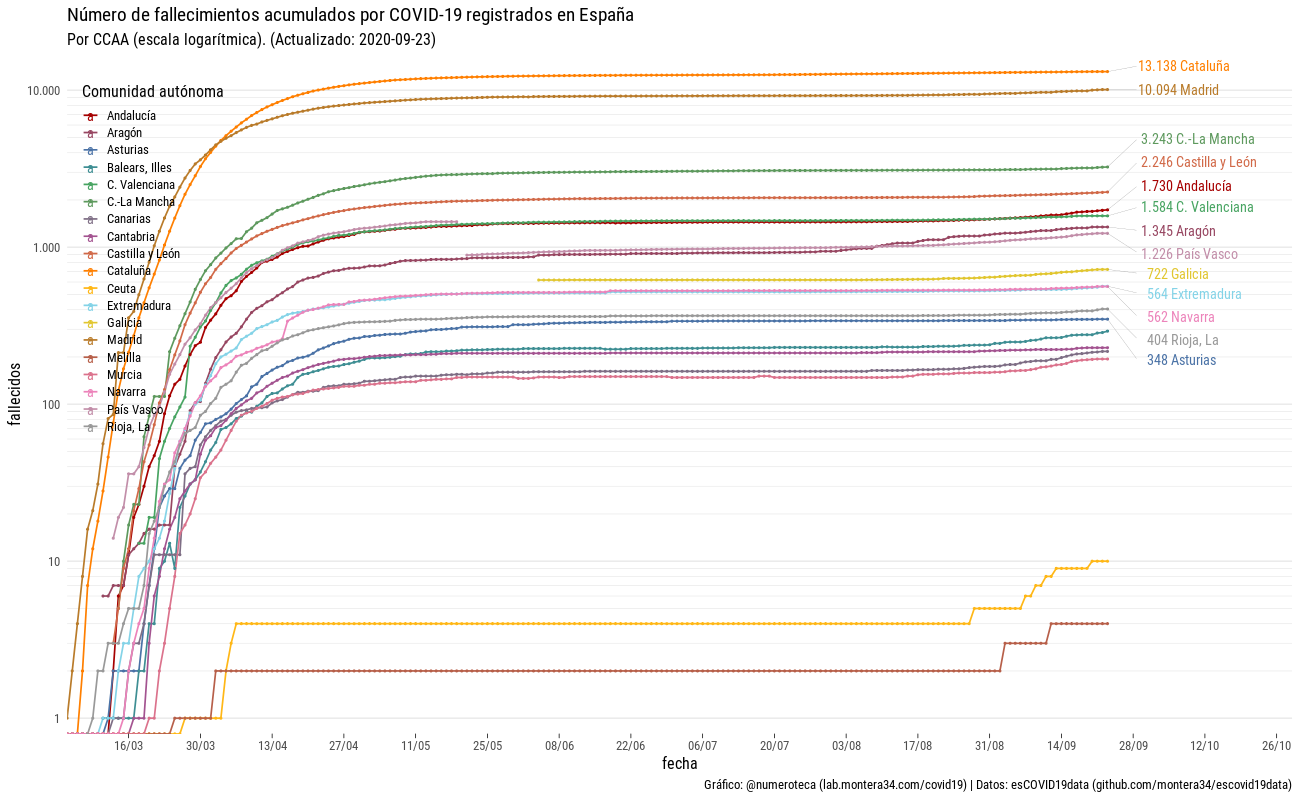 Número de fallecimientos acumulados por COVID-19 registrados en España
Por CCAA (escala logarítmica). (Actualizado: 2020-09-23)
Comunidad autónoma
Andalucía
Aragón
Asturias
Balears, Illes
C. Valenciana
C.-La Mancha
Canarias
Cantabria
Castilla y León
Cataluña
Ceuta
Extremadura
Galicia
Madrid
Melilla
Murcia
Navarra
País Vasco
Rioja, La
fallecidos
10.000
1.000
100
10
1
13.138 Cataluña
10.094 Madrid
3.243 C.-La Mancha
2.246 Castilla y León
1.730 Andalucía
1.584 C. Valenciana
1.345 Aragón
1.226 País Vasco
722 Galicia
564 Extremadura
562 Navarra
404 Rioja, La
348 Asturias
16/03 30/03 13/04 27/04 11/05 25/05 08/06 22/06 06/07 20/07 03/08 17/08 31/08 14/09 28/09 12/10 26/10
fecha
Gráfico: @numeroteca (lab.montera34.com/covid19) | Datos: esCOVID19data (github.com/montera34/escovid19data)